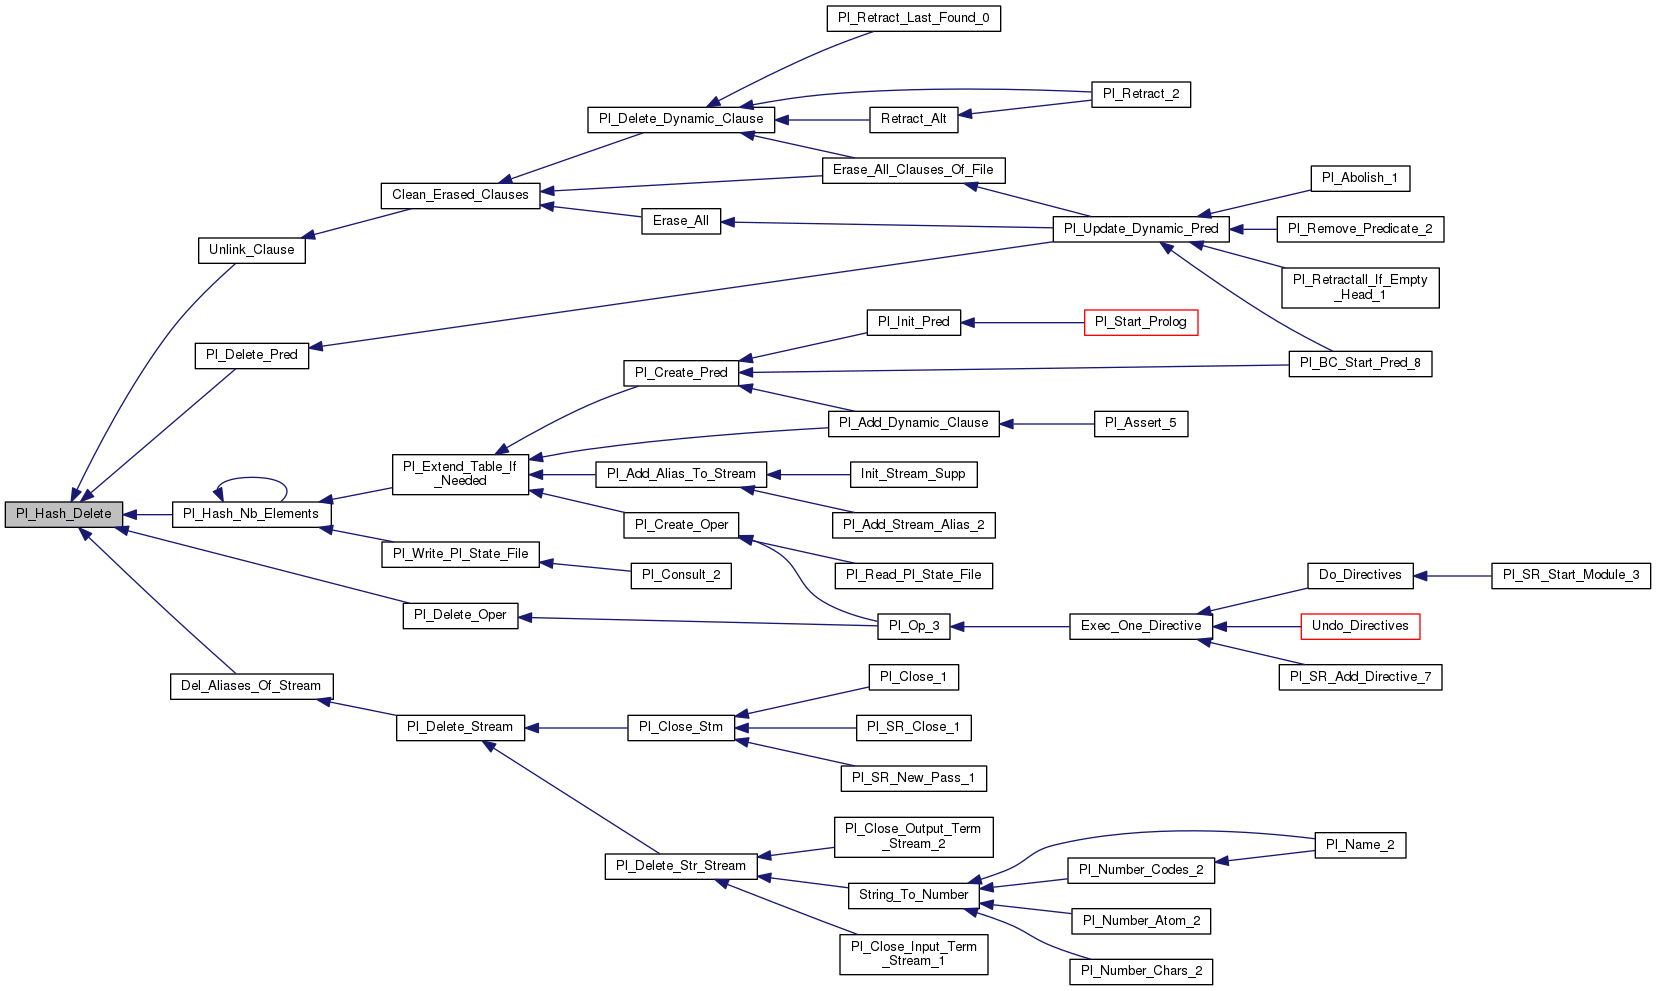 Pl_Retract_Last_Found_0
Pl_Retract_2
Pl_Delete_Dynamic_Clause
Retract_Alt
Erase_All_Clauses_Of_File
Pl_Abolish_1
Clean_Erased_Clauses
Erase_All
Pl_Update_Dynamic_Pred
Pl_Remove_Predicate_2
Unlink_Clause
Pl_Retractall_If_Empty
_Head_1
Pl_Init_Pred
Pl_Start_Prolog
Pl_Delete_Pred
Pl_BC_Start_Pred_8
Pl_Create_Pred
Pl_Add_Dynamic_Clause
Pl_Assert_5
Pl_Extend_Table_If
_Needed
Pl_Add_Alias_To_Stream
Init_Stream_Supp
Pl_Hash_Delete
Pl_Hash_Nb_Elements
Pl_Create_Oper
Pl_Add_Stream_Alias_2
Pl_Write_Pl_State_File
Pl_Consult_2
Pl_Read_Pl_State_File
Do_Directives
Pl_SR_Start_Module_3
Pl_Delete_Oper
Pl_Op_3
Exec_One_Directive
Undo_Directives
Pl_SR_Add_Directive_7
Del_Aliases_Of_Stream
Pl_Close_1
Pl_Delete_Stream
Pl_Close_Stm
Pl_SR_Close_1
Pl_SR_New_Pass_1
Pl_Close_Output_Term
_Stream_2
Pl_Name_2
Pl_Delete_Str_Stream
Pl_Number_Codes_2
String_To_Number
Pl_Number_Atom_2
Pl_Close_Input_Term
_Stream_1
Pl_Number_Chars_2